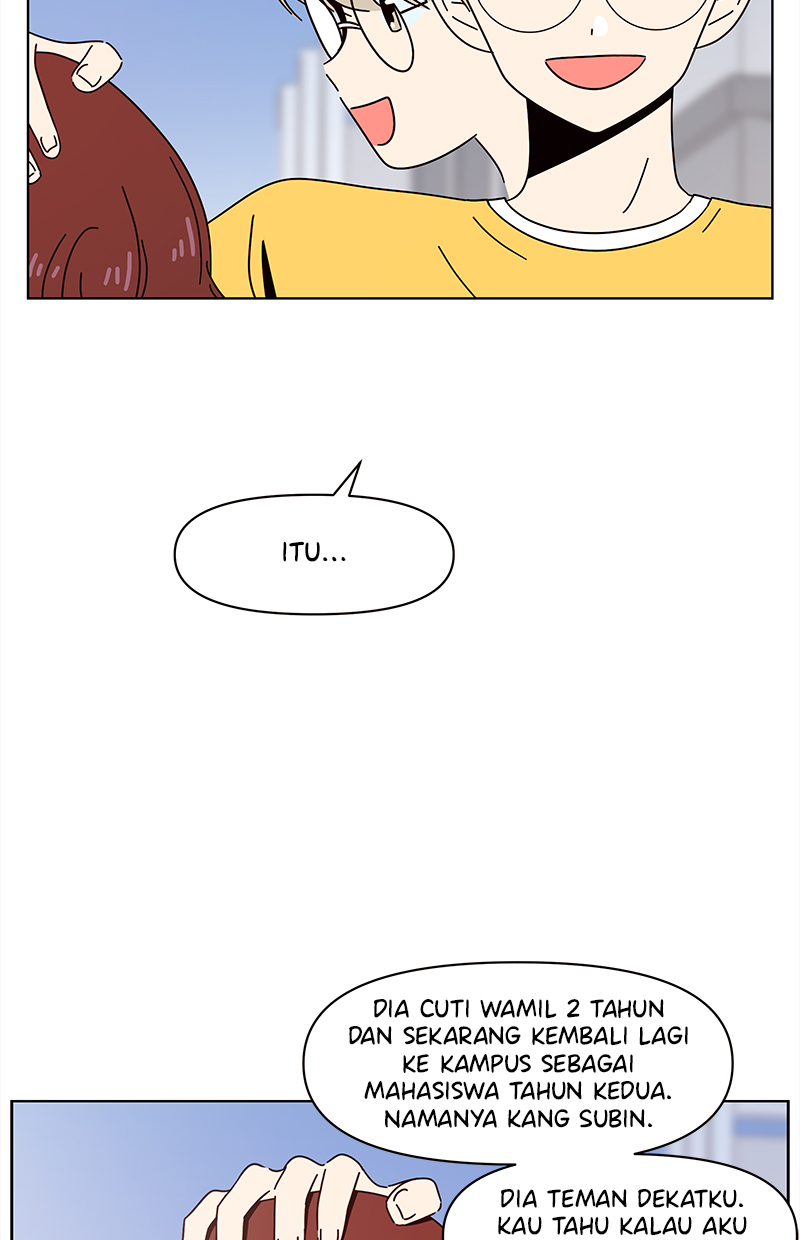 ITU...
DIA CUTI WAMIL 2 TAHUN
DAN SEKARANG KEMBALI LAGI
KE KAMPUS SEBAGAI
MAHASISWA TAHUN KEDUA.
NAMANYA KANG SUBIN.
DIA TEMAN DEKATKU.
KAU TAHU KALAU AKU